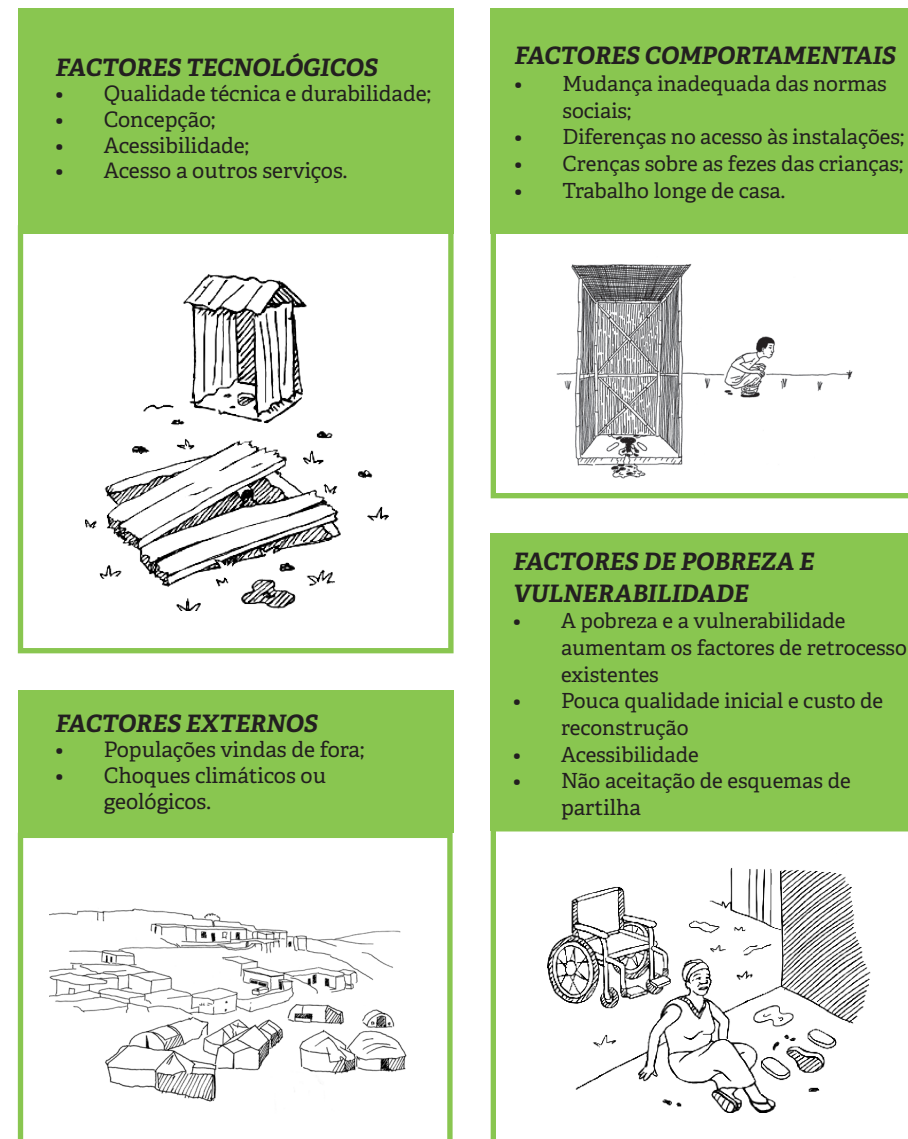 FACTORES TECNOLÓGICOS
• Qualidade técnica e durabilidade;
• Concepção;
• Acessibilidade;
• Acesso a outros serviços.
FACTORES COMPORTAMENTAIS
• Mudança inadequada das normas
sociais;
• Diferenças no acesso às instalações;
• Crenças sobre as fezes das crianças;
• Trabalho longe de casa.
FACTORES EXTERNOS
• Populações vindas de fora;
• Choques climáticos ou
geológicos.
FACTORES DE POBREZA E
VULNERABILIDADE
• A pobreza e a vulnerabilidade
aumentam os factores de retrocesso
existentes
• Pouca qualidade inicial e custo de
reconstrução
• Acessibilidade
• Não aceitação de esquemas de
partilha